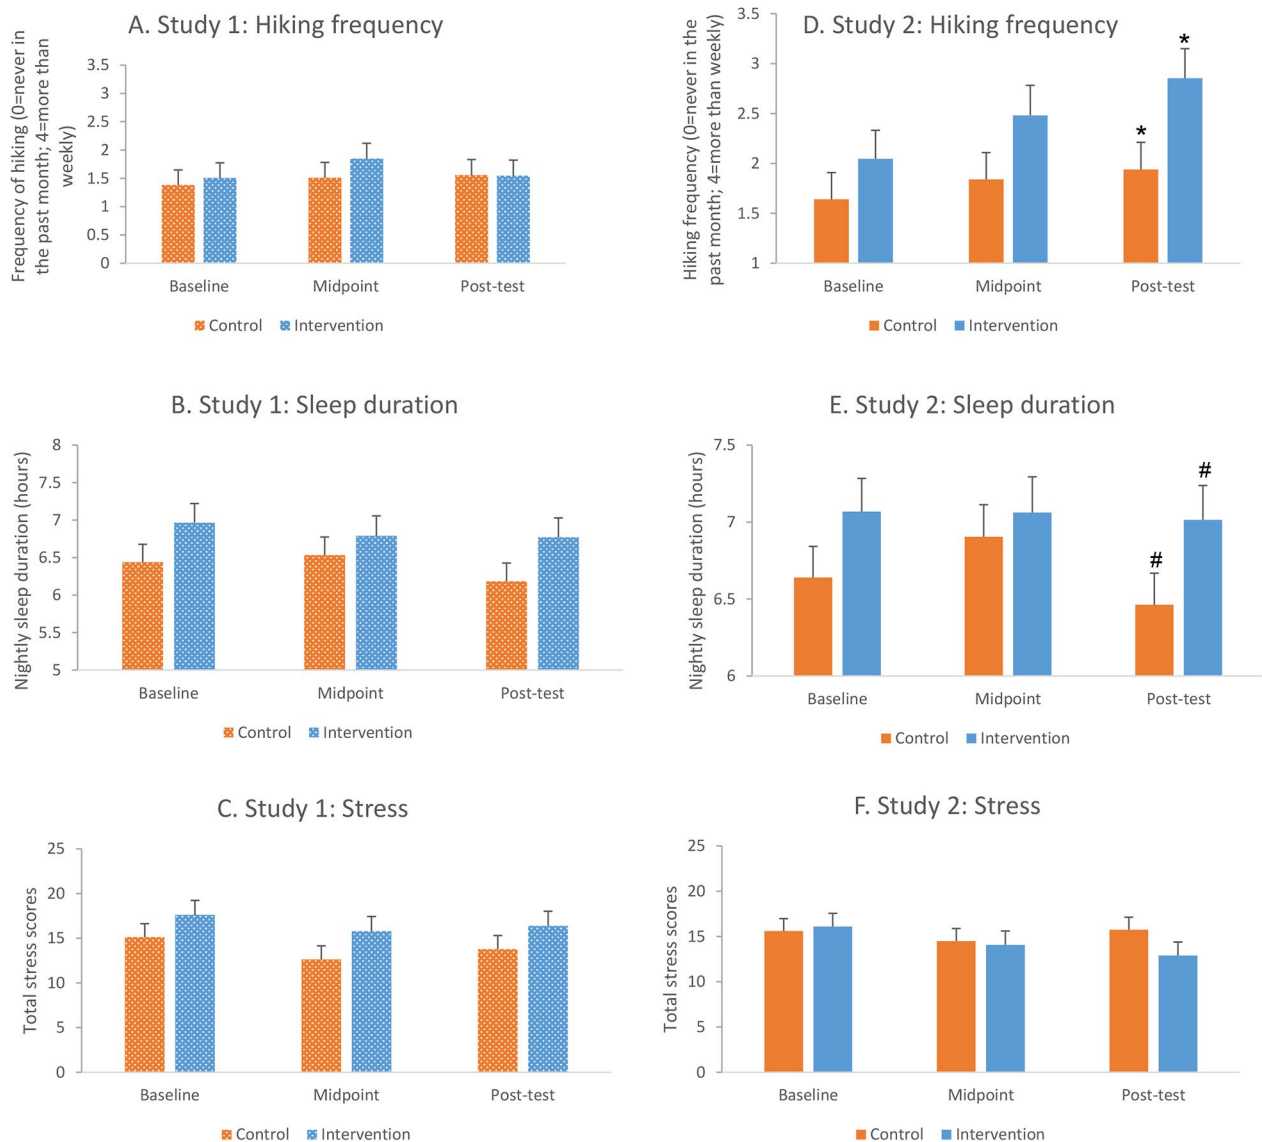 A. Study 1: Hiking frequency
Frequency of hiking (0=never in
the past month; 4=more than
weekly)
3.5
3
2.5
2
1.5
1
0.5
0
Baseline Midpoint Post-test
Control Intervention
D. Study 2: Hiking frequency
Hiking frequency (0=never in the
past month; 4=more than weekly)
3.5
3
2.5
2
1.5
1
*
*
Baseline Midpoint Post-test
Control Intervention
B. Study 1: Sleep duration
Nightly sleep duration (hours)
8
7.5
7
6.5
6
5.5
5
Baseline Midpoint Post-test
Control Intervention
E. Study 2: Sleep duration
Nightly sleep duration (hours)
7.5
7
6.5
6
#
#
Baseline Midpoint Post-test
Control Intervention
C. Study 1: Stress
Total stress scores
25
20
15
10
5
0
Baseline Midpoint Post-test
Control Intervention
F. Study 2: Stress
Total stress scores
25
20
15
10
5
0
Baseline Midpoint Post-test
Control Intervention